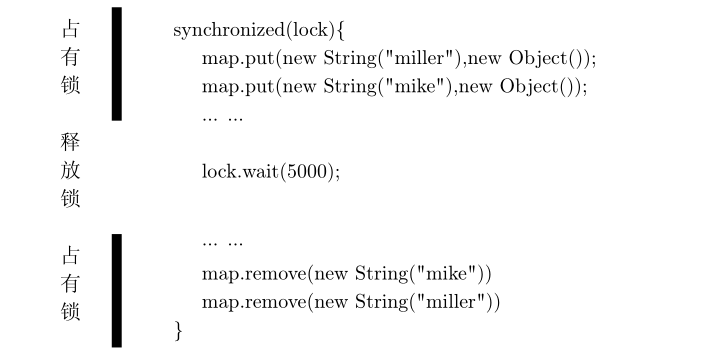 占有锁
synchronized(lock){
map.put(new String("miller"),new Object());
map.put(new String("mike"),new Object());
... ...
释放锁
lock.wait(5000);
占有锁
... ...
map.remove(new String("mike"))
map.remove(new String("miller"))
}